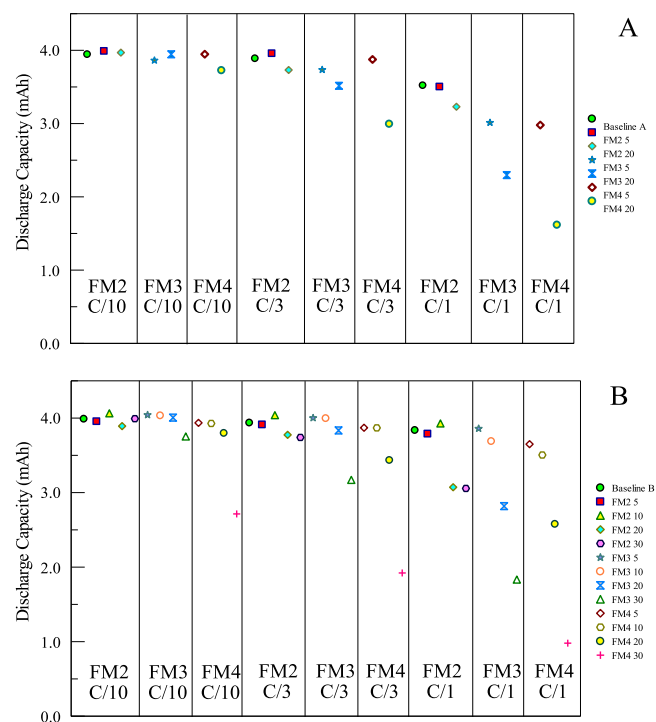 A
Discharge Capacity (mAh)
4.0
3.0
2.0
1.0
0.0
FM2 FM3 FM4 FM2 FM3 FM4 FM2 FM3 FM4
C/10 C/10 C/10 C/3 C/3 C/3 C/1 C/1 C/1
Baseline A
FM2 5
FM2 20
FM3 5
FM3 20
FM4 5
FM4 20
B
Discharge Capacity (mAh)
4.0
3.0
2.0
1.0
0.0
FM2 FM3 FM4 FM2 FM3 FM4 FM2 FM3 FM4
C/10 C/10 C/10 C/3 C/3 C/3 C/1 C/1 C/1
Baseline B
FM2 5
FM2 10
FM2 20
FM2 30
FM3 5
FM3 10
FM3 20
FM3 30
FM4 5
FM4 10
FM4 20
FM4 30